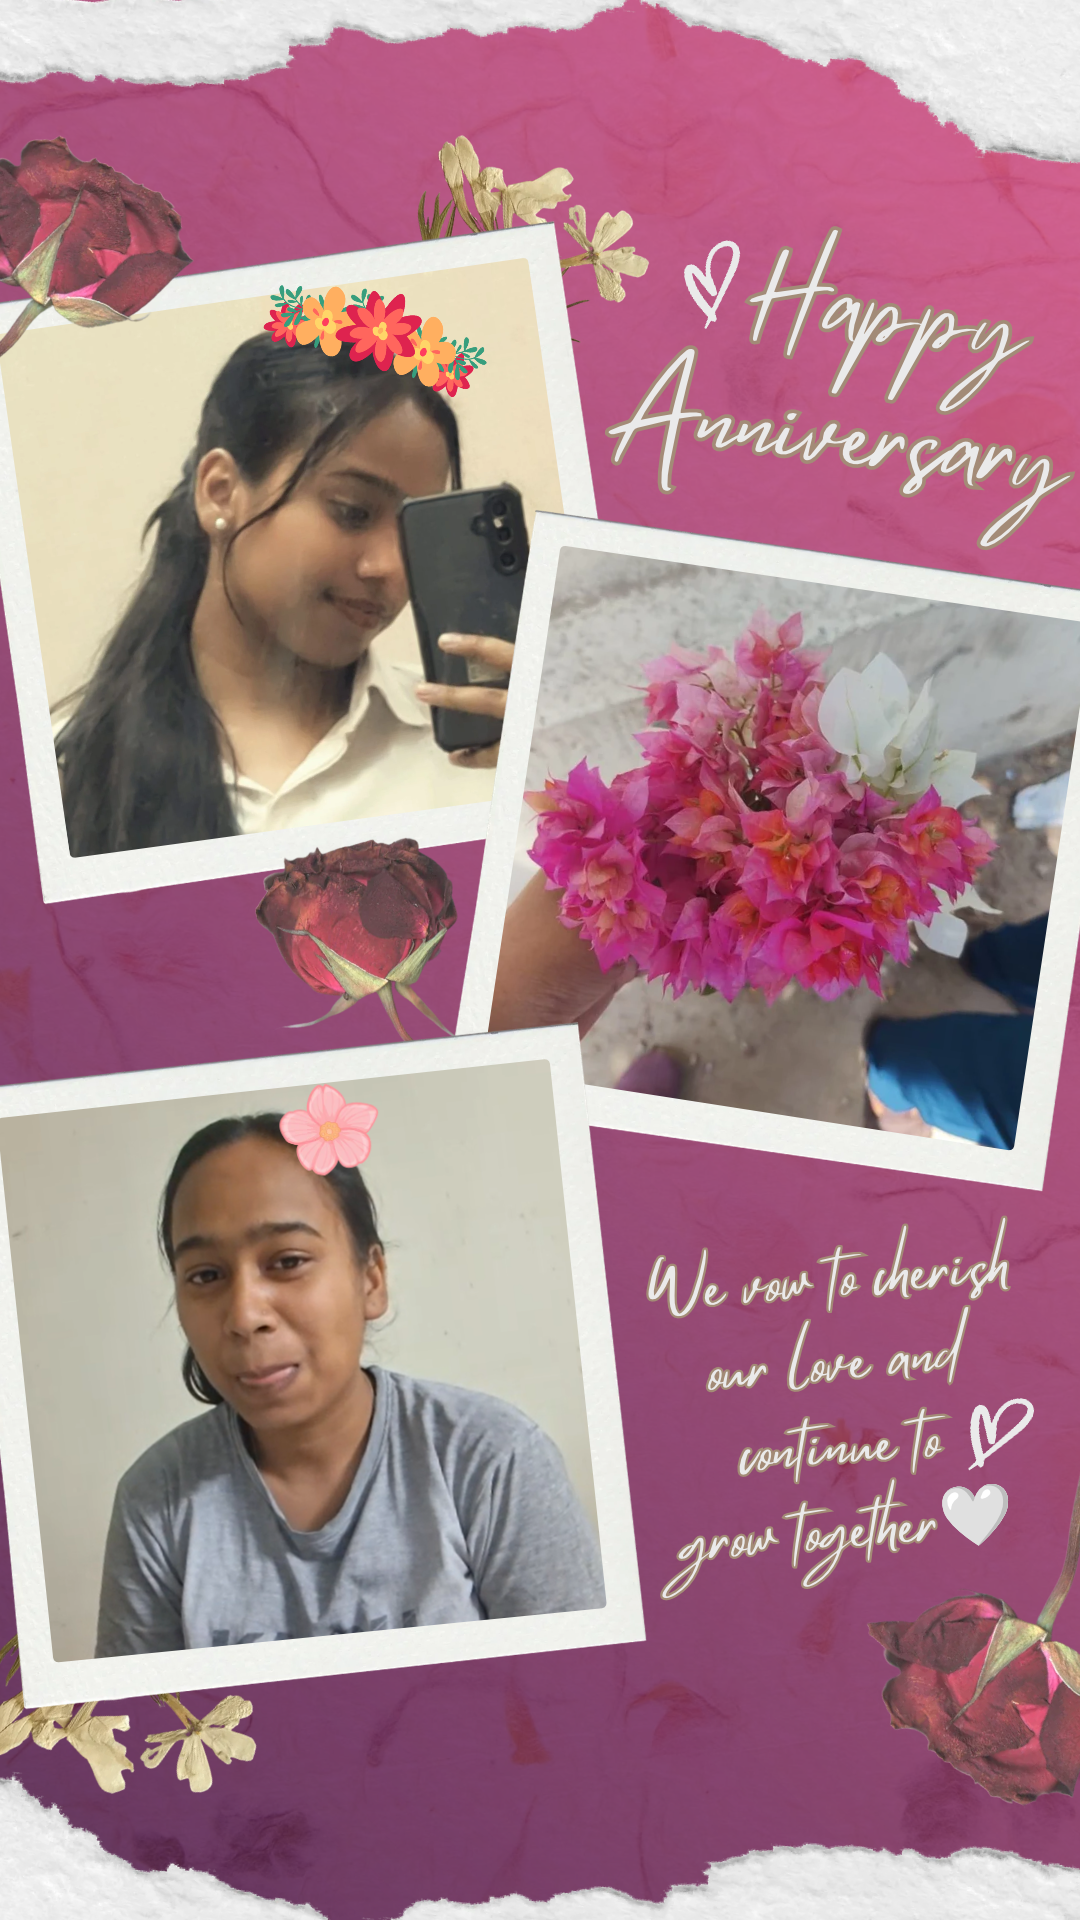 Happy
Anniversary
We vow to cherish
our love and
continue to
grow together